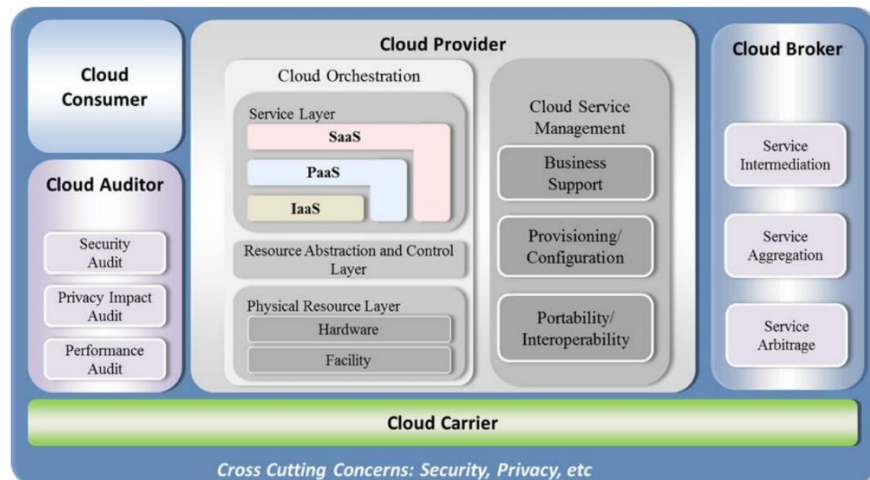 Cloud
Consumer
Cloud Auditor
Security
Audit
Privacy Impact
Audit
Performance
Audit
Cloud Provider
Cloud Orchestration
Service Layer
SaaS
PaaS
IaaS
Resource Abstraction and Control
Layer
Physical Resource Layer
Hardware
Facility
Cloud Service
Management
Business
Support
Provisioning/
Configuration
Portability/
Interoperability
Cloud Broker
Service
Intermediation
Service
Aggregation
Service
Arbitrage
Cloud Carrier
Cross Cutting Concerns: Security, Privacy, etc